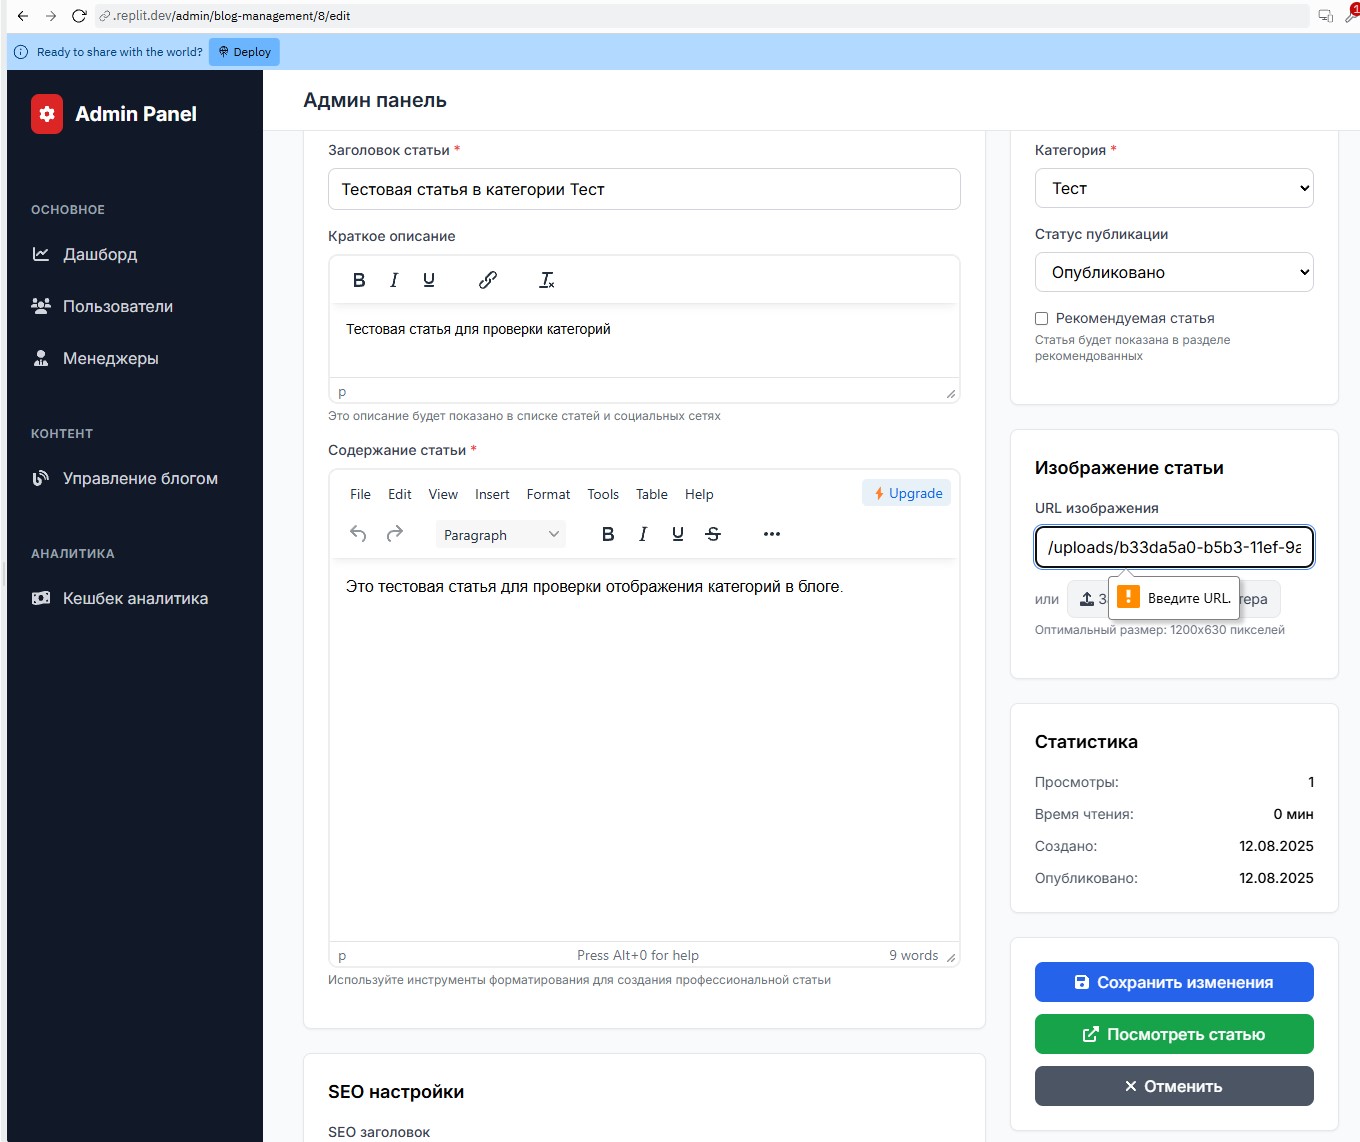 .replit.dev/admin/blog-management/8/edit
1
Ready to share with the world?
Deploy
Admin Panel
ОСНОВНОЕ
Дашборд
Пользователи
Менеджеры
КОНТЕНТ
Управление блогом
АНАЛИТИКА
Кешбек аналитика
Админ панель
Заголовок статьи *
Тестовая статья в категории Тест
Краткое описание
B I U
Тестовая статья для проверки категорий
p
Это описание будет показано в списке статей и социальных сетях
Содержание статьи *
File Edit View Insert Format Tools Table Help
Upgrade
Paragraph
B I U S
Это тестовая статья для проверки отображения категорий в блоге.
p
Press Alt+0 for help
9 words
Используйте инструменты форматирования для создания профессиональной статьи
SEO настройки
SEO заголовок
Категория *
Тест
Статус публикации
Опубликовано
Рекомендуемая статья
Статья будет показана в разделе
рекомендованных
Изображение статьи
URL изображения
/uploads/b33da5a0-b5b3-11ef-9a
или
Введите URL.
Оптимальный размер: 1200x630 пикселей
Статистика
Просмотры: 1
Время чтения: 0 мин
Создано: 12.08.2025
Опубликовано: 12.08.2025
Сохранить изменения
Посмотреть статью
Отменить